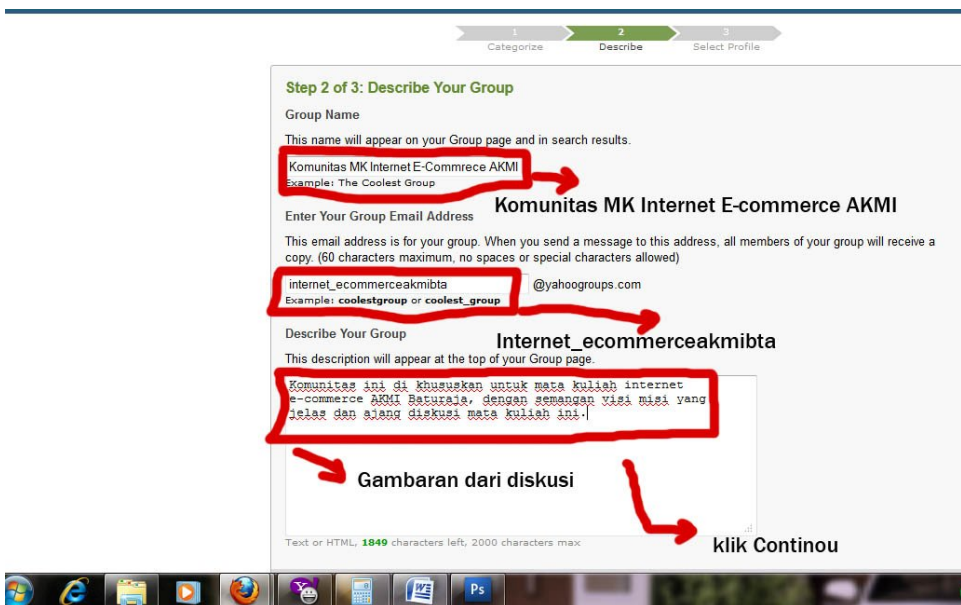 1 2 3
Categorize Describe Select Profile
Step 2 of 3: Describe Your Group
Group Name
This name will appear on your Group page and in search results.
Komunitas MK Internet E-Commrece AKMI
Example: The Coolest Group
Komunitas MK Internet E-commerce AKMI
Enter Your Group Email Address
This email address is for your group. When you send a message to this address, all members of your group will receive a
copy. (60 characters maximum, no spaces or special characters allowed)
internet_ecommerceakmibta @yahoogroups.com
Example: coolestgroup or coolest_group
Describe Your Group
Internet_ecommerceakmibta
This description will appear at the top of your Group page.
Komunitas ini di khususkan untuk mata kuliah internet
e-commerce AKMI Baturaja, dengan semangan visi misi yang
jelas dan ajang diskusi mata kuliah ini.
Gambaran dari diskusi
Text or HTML, 1849 characters left, 2000 characters max
klik Continou
Ps